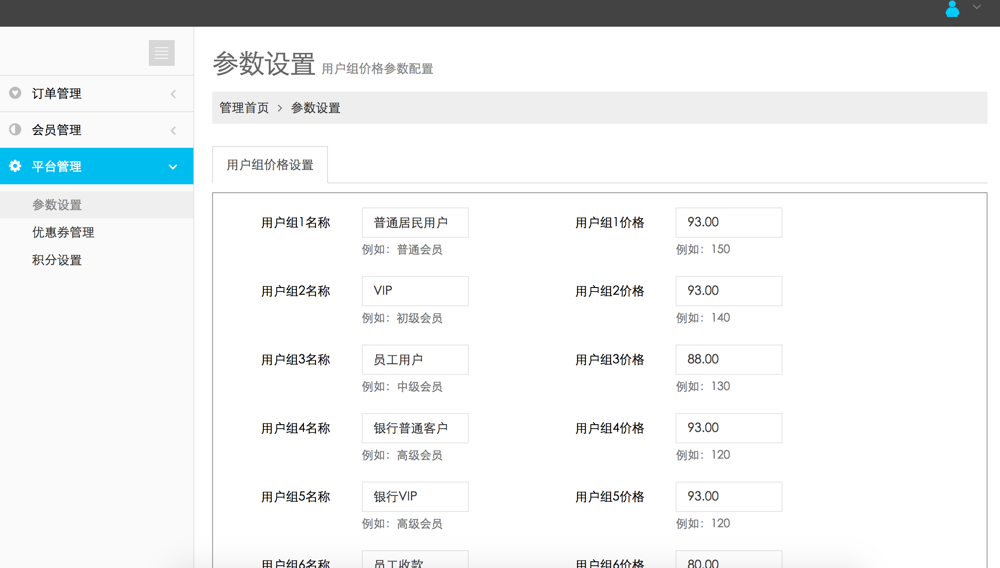 参数设置 用户组价格参数配置
订单管理
管理首页 > 参数设置
会员管理
平台管理
用户组价格设置
参数设置
优惠券管理
积分设置
用户组1名称 普通居民用户 用户组1价格 93.00
例如：普通会员 例如：150
用户组2名称 VIP 用户组2价格 93.00
例如：初级会员 例如：140
用户组3名称 员工用户 用户组3价格 88.00
例如：中级会员 例如：130
用户组4名称 银行普通客户 用户组4价格 93.00
例如：高级会员 例如：120
用户组5名称 银行VIP 用户组5价格 93.00
例如：高级会员 例如：120
用户组6名称 员工收款 用户组6价格 80.00